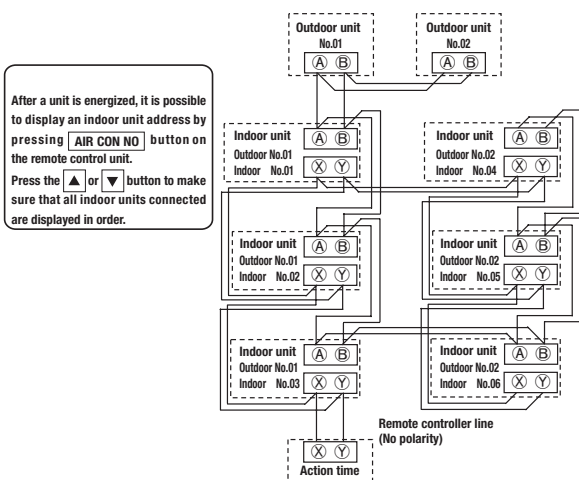 Outdoor unit
No.01
Ⓐ Ⓑ
Outdoor unit
No.02
Ⓐ Ⓑ
After a unit is energized, it is possible
to display an indoor unit address by
pressing AIR CON NO button on
the remote control unit.
Press the ▲ or ▼ button to make
sure that all indoor units connected
are displayed in order.
Indoor unit
Outdoor No.01
Indoor No.01
Ⓐ Ⓑ
Ⓧ Ⓨ
Indoor unit
Outdoor No.02
Indoor No.04
Ⓐ Ⓑ
Ⓧ Ⓨ
Indoor unit
Outdoor No.01
Indoor No.02
Ⓐ Ⓑ
Ⓧ Ⓨ
Indoor unit
Outdoor No.02
Indoor No.05
Ⓐ Ⓑ
Ⓧ Ⓨ
Indoor unit
Outdoor No.01
Indoor No.03
Ⓐ Ⓑ
Ⓧ Ⓨ
Indoor unit
Outdoor No.02
Indoor No.06
Ⓐ Ⓑ
Ⓧ Ⓨ
Remote controller line
(No polarity)
Ⓧ Ⓨ
Action time